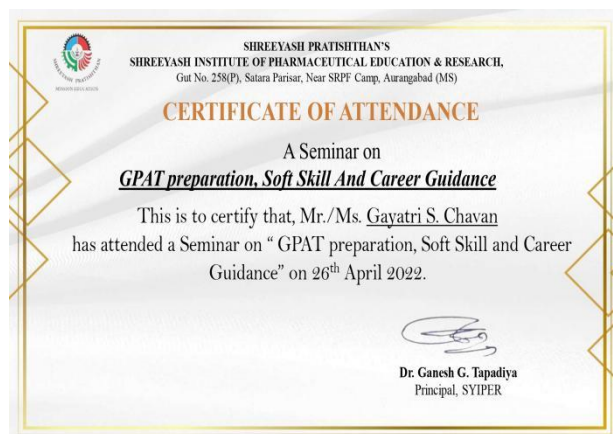 SHREEYASH PRATISHTHAN'S
SHREEYASH INSTITUTE OF PHARMACEUTICAL EDUCATION & RESEARCH,
Gut No. 258(P), Satara Parisar, Near SRPF Camp, Aurangabad (MS)
CERTIFICATE OF ATTENDANCE
A Seminar on
GPAT preparation, Soft Skill And Career Guidance
This is to certify that, Mr./Ms. Gayatri S. Chavan
has attended a Seminar on “ GPAT preparation, Soft Skill and Career
Guidance” on 26th April 2022.
Dr. Ganesh G. Tapadiya
Principal, SYIPER